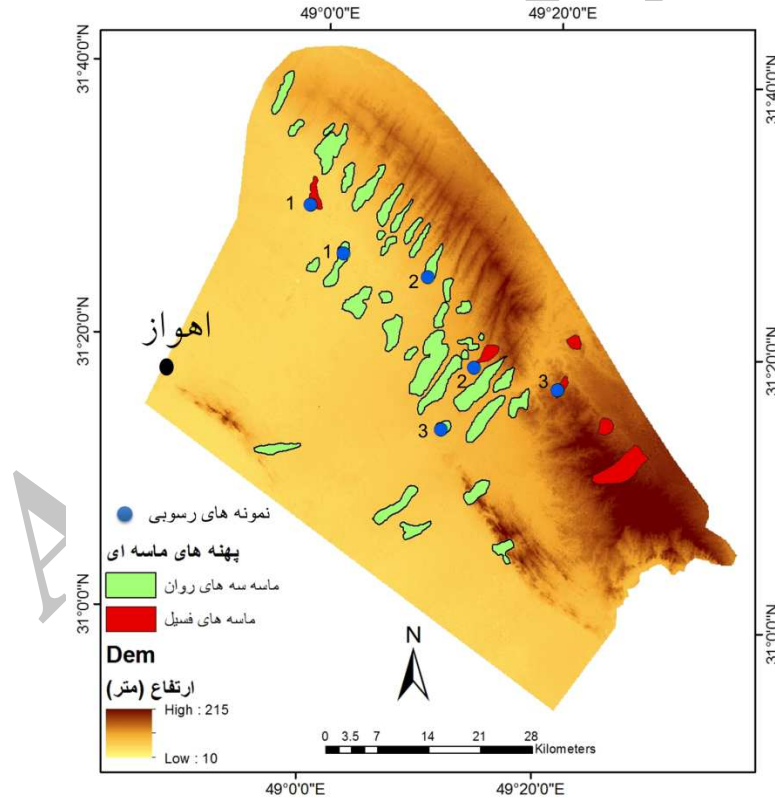 49°0'0"E 49°20'0"E
31°40'0"N 31°40'0"N
1
1
2
31°20'0"N 31°20'0"N
اهواز
2
3
3
نمونه های رسوبی
پهنه های ماسه ای
ماسه سه های روان
ماسه های فسیل
31°0'0"N 31°0'0"N
Dem
ارتفاع (متر)
High : 215
Low : 10
N
0 3.5 7 14 21 28
Kilometers
49°0'0"E 49°20'0"E